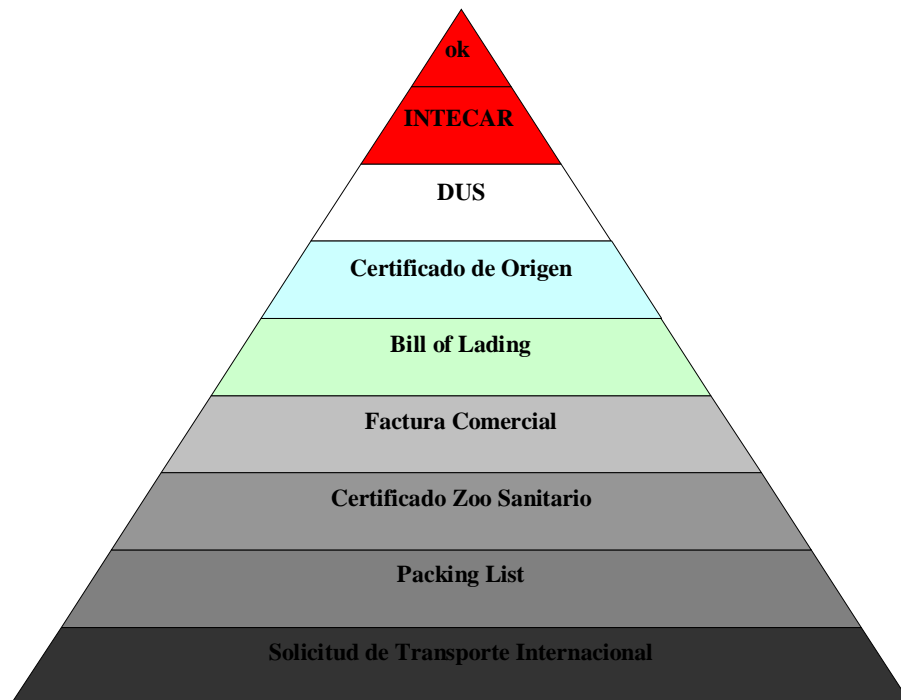 ok
INTECAR
DUS
Certificado de Origen
Bill of Lading
Factura Comercial
Certificado Zoo Sanitario
Packing List
Solicitud de Transporte Internacional